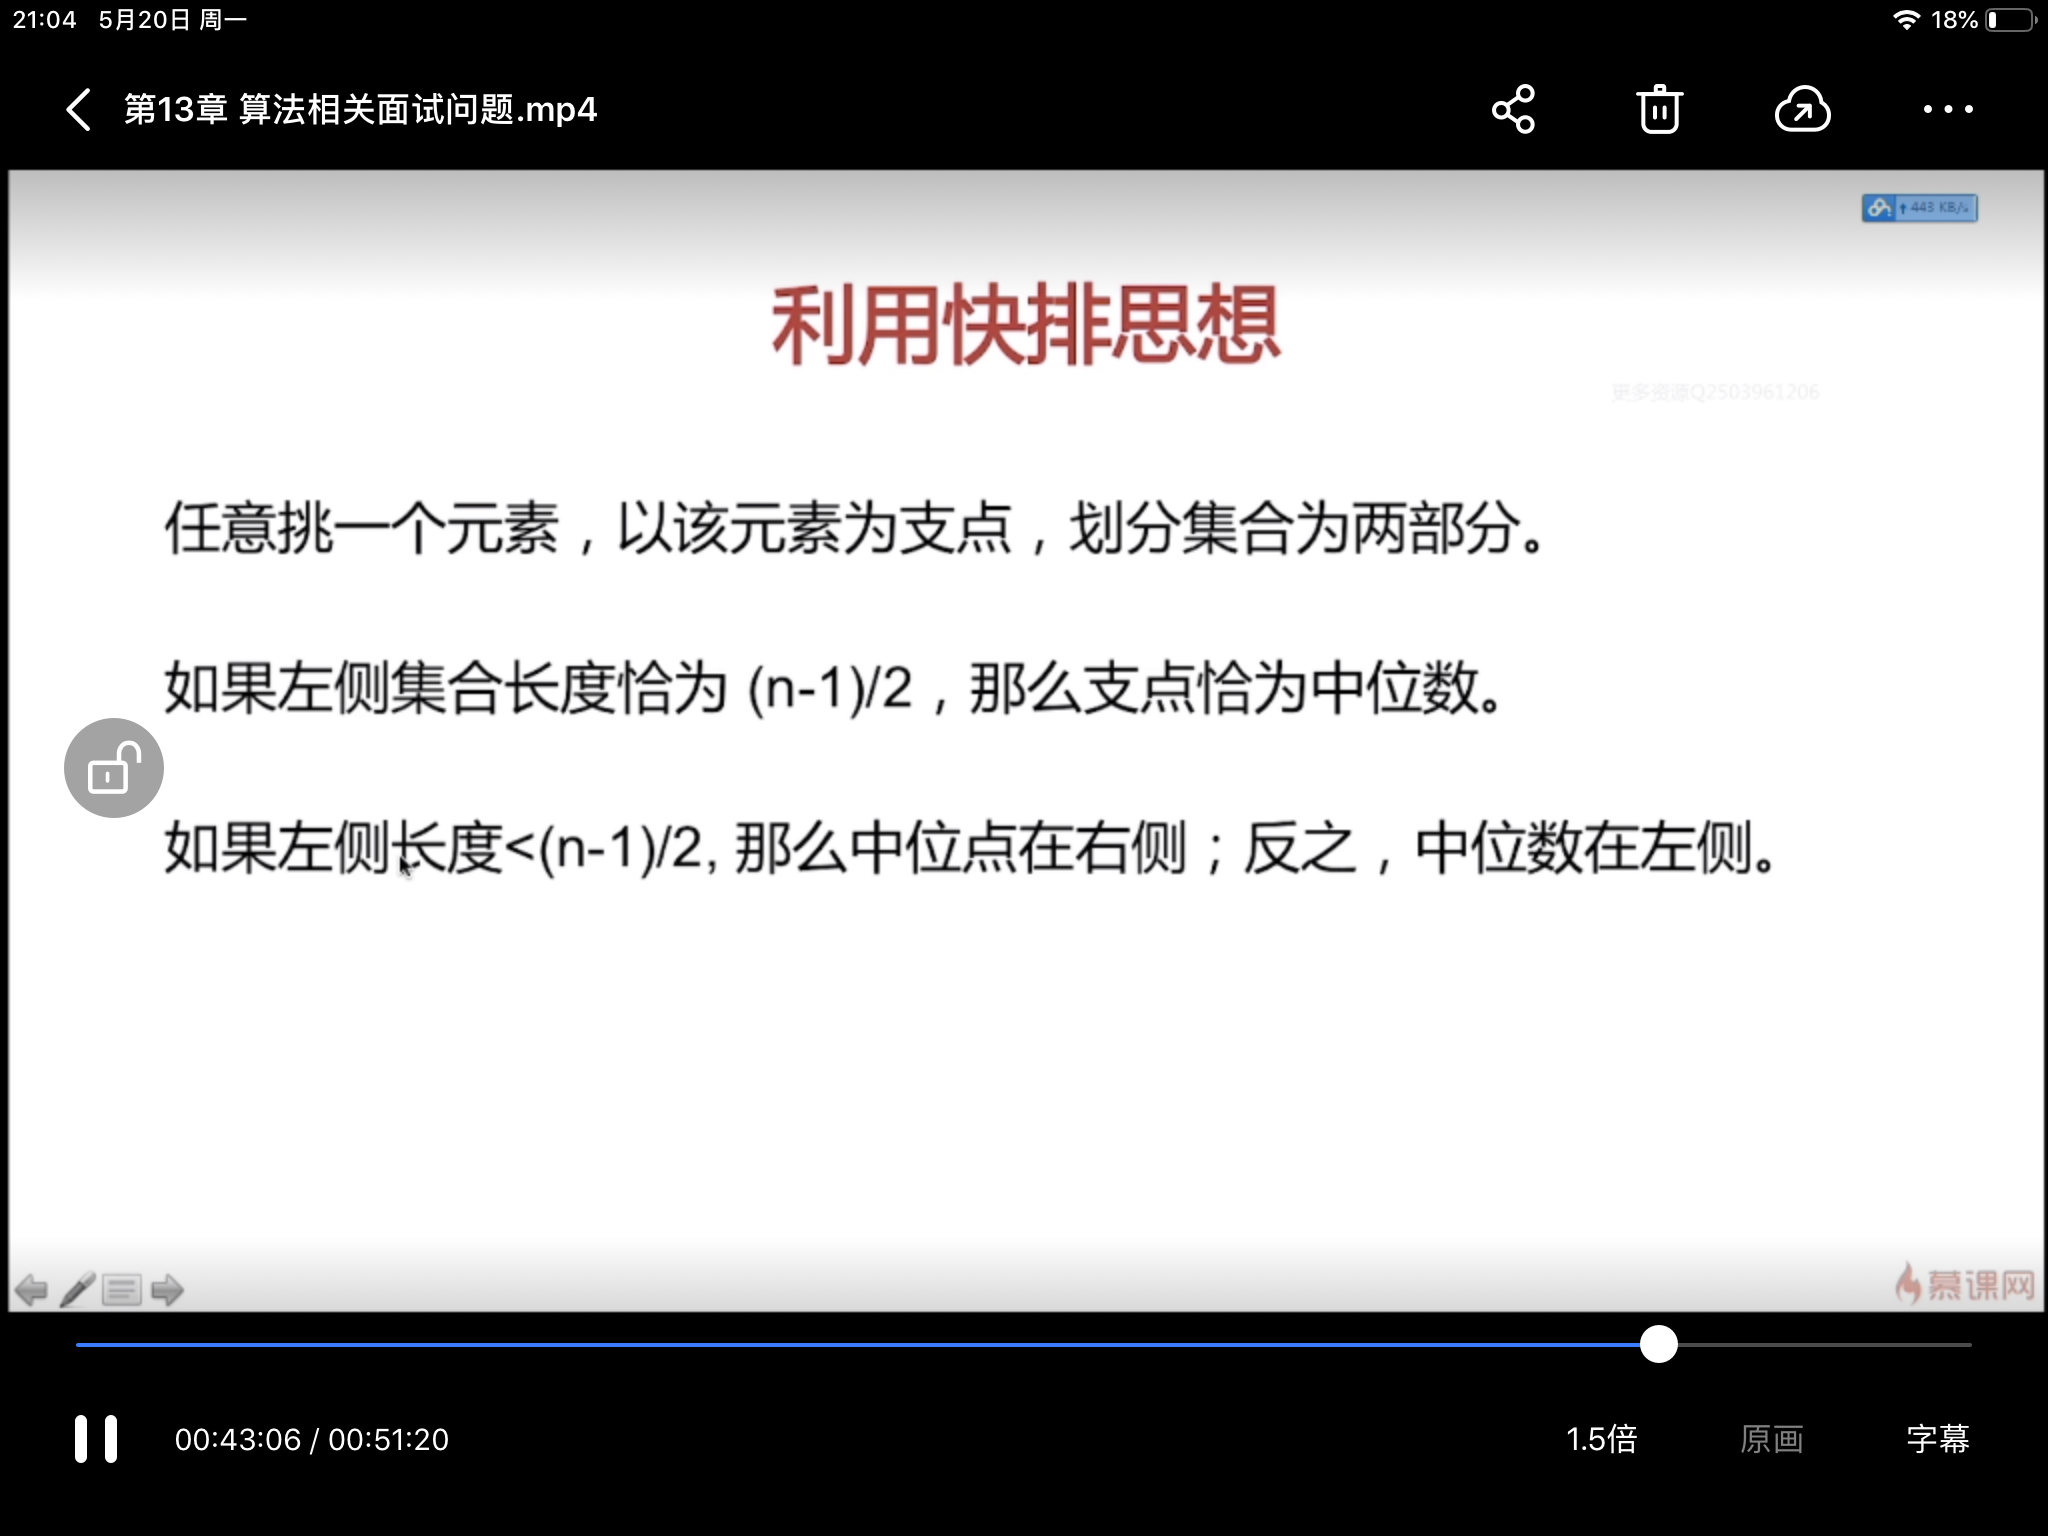 21:04 5月20日 周一
18%
第13章 算法相关面试问题.mp4
↑ 443 KB/s
利用快排思想
更多资源Q2503961206
任意挑一个元素，以该元素为支点，划分集合为两部分。
如果左侧集合长度恰为 (n-1)/2，那么支点恰为中位数。
如果左侧长度<(n-1)/2, 那么中位点在右侧；反之，中位数在左侧。
慕课网
00:43:06 / 00:51:20
1.5倍
原画
字幕